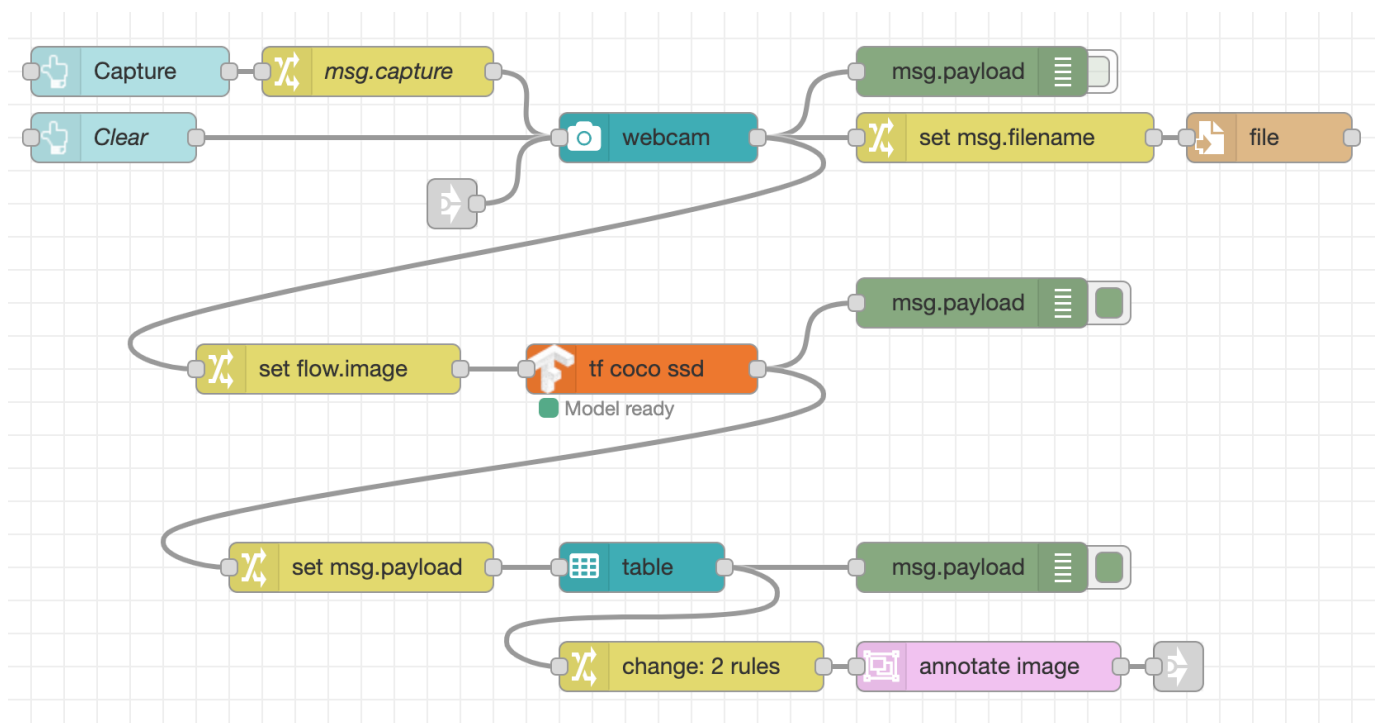 Capture
msg.capture
msg.payload
Clear
webcam
set msg.filename
file
msg.payload
set flow.image
tf coco ssd
Model ready
set msg.payload
table
msg.payload
change: 2 rules
annotate image